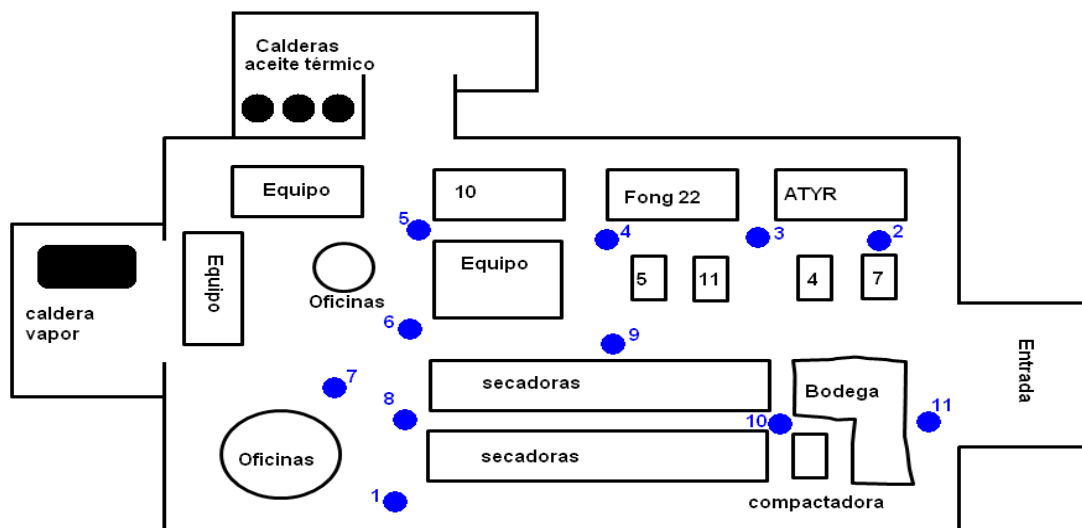 Calderas
aceite térmico
Equipo
10
Fong 22
ATYR
5
4
3
2
Equipo
Oficinas
Equipo
5
11
4
7
caldera
vapor
6
9
Entrada
7
secadoras
Bodega
8
10
11
Oficinas
secadoras
1
compactadora